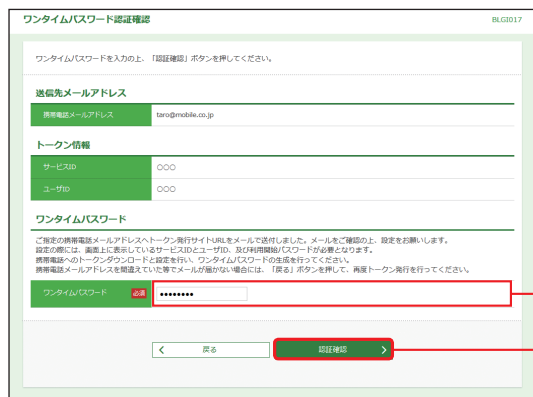 ワンタイムパスワード認証確認
BLGI017
ワンタイムパスワードを入力の上、「認証確認」ボタンを押してください。
送信先メールアドレス
携帯電話メールアドレス
taro@mobile.co.jp
トークン情報
サービスID
○○○
ユーザID
○○○
ワンタイムパスワード
ご指定の携帯電話メールアドレスへトークン発行サイトURLをメールで送付しました。メールをご確認の上、設定をお願いします。
設定の際には、画面上に表示しているサービスIDとユーザID、及び利用開始パスワードが必要となります。
携帯電話へのトークンダウンロードと設定を行い、ワンタイムパスワードの生成を行ってください。
携帯電話メールアドレスを間違えていた等でメールが届かない場合には、「戻る」ボタンを押して、再度トークン発行を行ってください。
ワンタイムパスワード 必須 ●●●●●●●●
戻る
認証確認